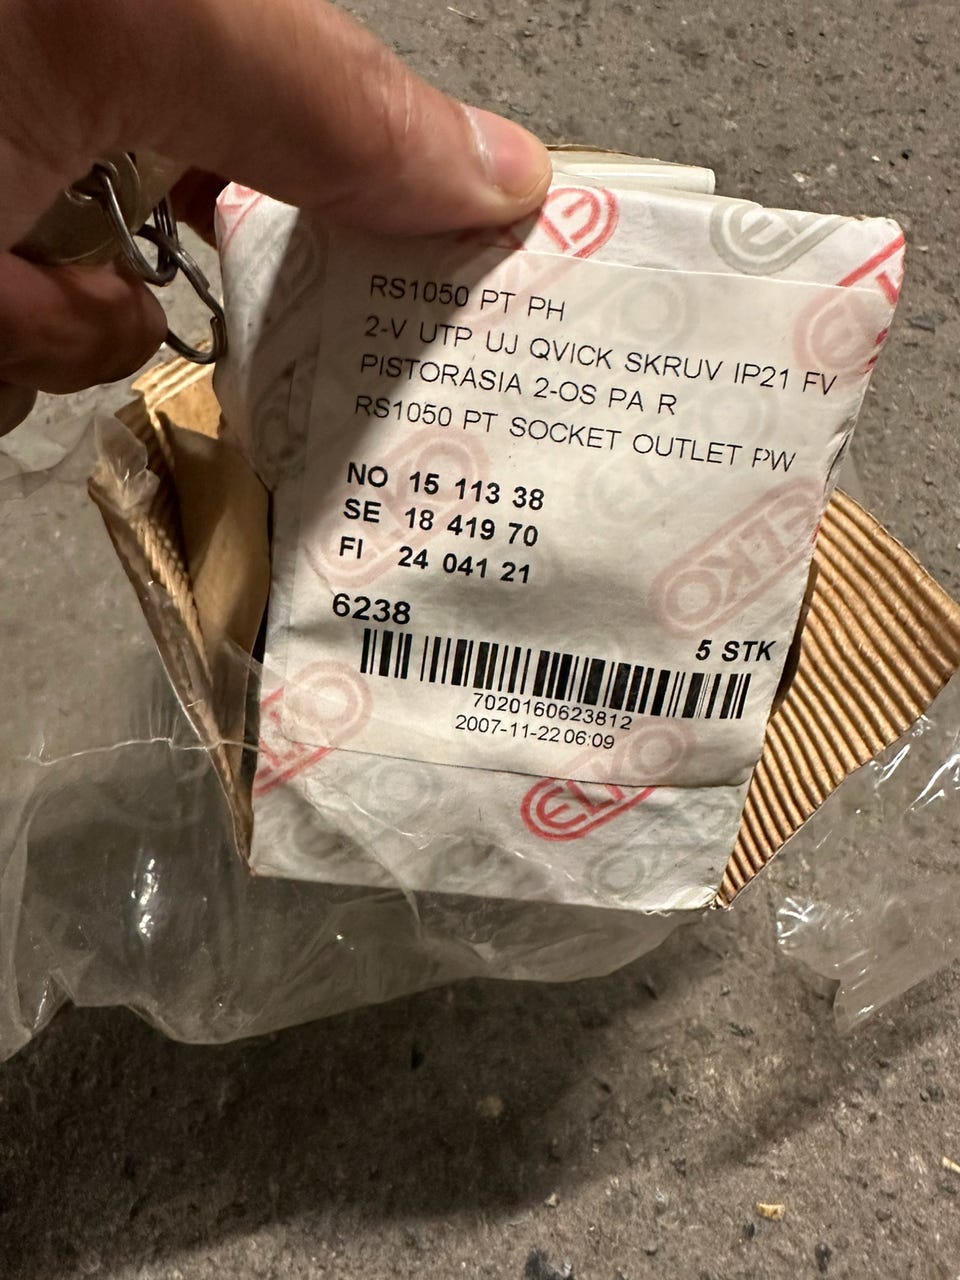 RS1050 PT PH
2-V UTP UJ QVICK SKRUV IP21 FV
PISTORASIA 2-OS PA R
RS1050 PT SOCKET OUTLET PW
NO 15 113 38
SE 18 419 70
FI 24 041 21
6238
5 STK
7020160623812
2007-11-22 06:09
ELKO
ELKO